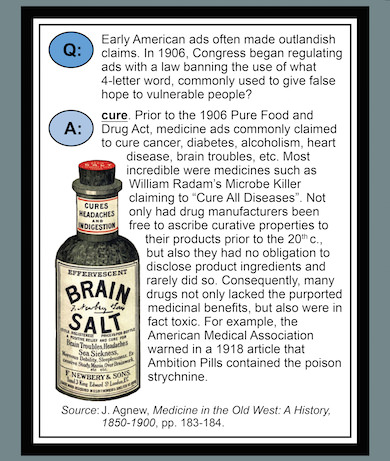 Q:
Early American ads often made outlandish
claims. In 1906, Congress began regulating
ads with a law banning the use of what
4-letter word, commonly used to give false
hope to vulnerable people?
A:
cure. Prior to the 1906 Pure Food and
Drug Act, medicine ads commonly claimed
to cure cancer, diabetes, alcoholism, heart
disease, brain troubles, etc. Most
incredible were medicines such as
William Radam's Microbe Killer
claiming to “Cure All Diseases”. Not
only had drug manufacturers been
free to ascribe curative properties to
their products prior to the 20th c.,
but also they had no obligation to
disclose product ingredients and
rarely did so. Consequently, many
drugs not only lacked the purported
medicinal benefits, but also were in
fact toxic. For example, the
American Medical Association
warned in a 1918 article that
Ambition Pills contained the poison
strychnine.
SALT
CURES
HEADACHES
AND
INDIGESTION
EFFERVESCENT
BRAIN
SALT
POSITIVE RELIEF AND CURE FOR
Brain Troubles, Headaches
Sea Sickness,
F. NEWBERY & SONS.
Source: J. Agnew, Medicine in the Old West: A History,
1850-1900, pp. 183-184.